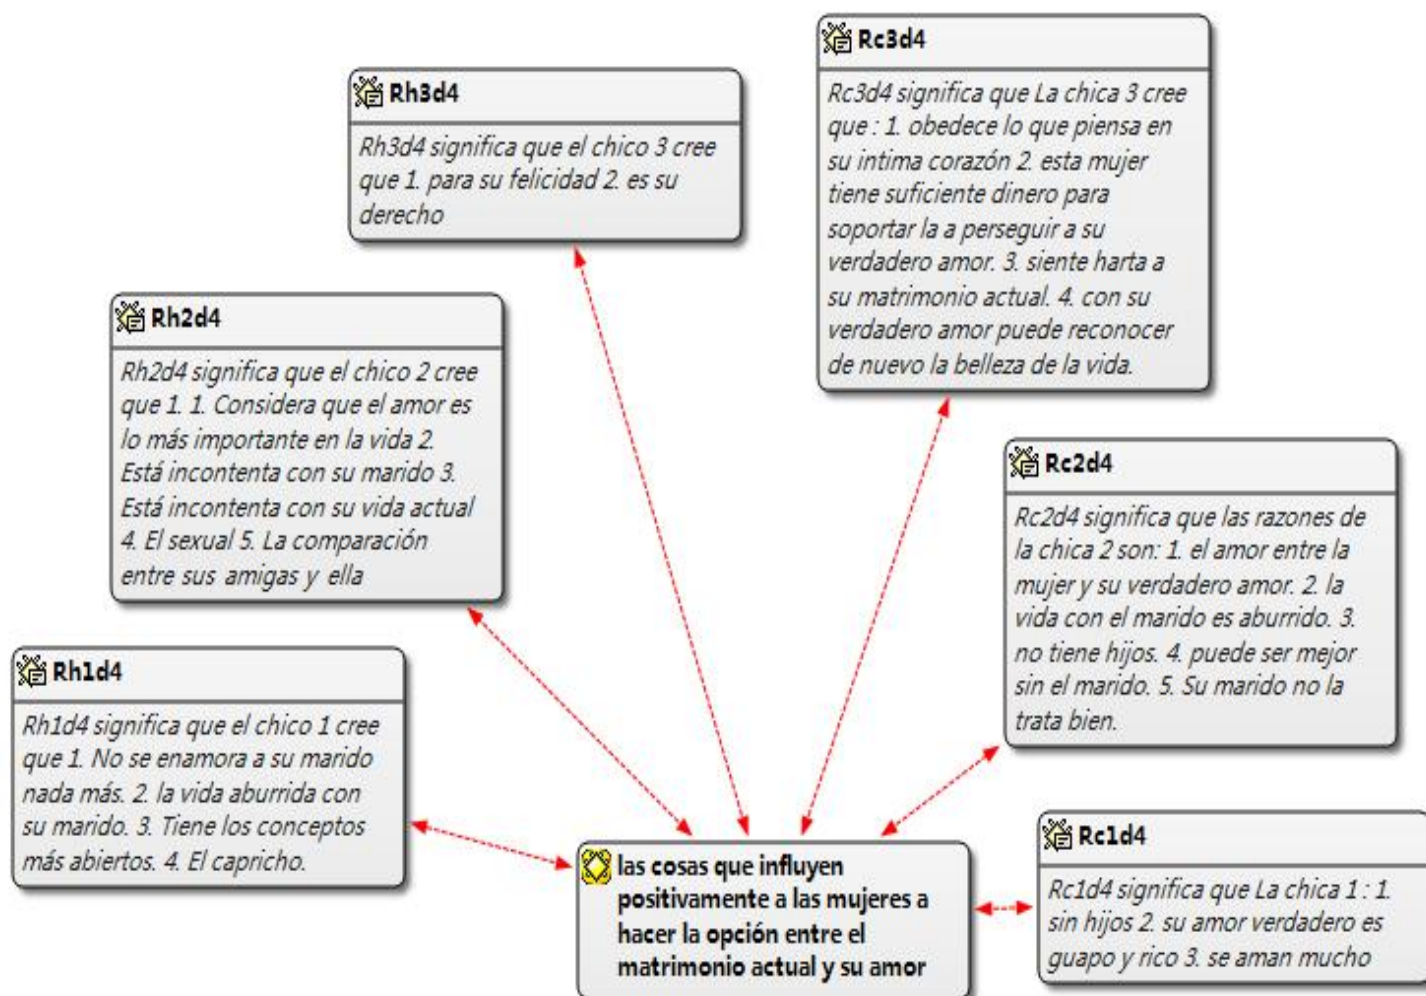 Rc3d4
Rc3d4 significa que La chica 3 cree
que : 1. obedece lo que piensa en
su intima corazón 2. esta mujer
tiene suficiente dinero para
soportar la a perseguir a su
verdadero amor. 3. siente harta a
su matrimonio actual. 4. con su
verdadero amor puede reconocer
de nuevo la belleza de la vida.
Rh3d4
Rh3d4 significa que el chico 3 cree
que 1. para su felicidad 2. es su
derecho
Rh2d4
Rh2d4 significa que el chico 2 cree
que 1. 1. Considera que el amor es
lo más importante en la vida 2.
Está incontenta con su marido 3.
Está incontenta con su vida actual
4. El sexual 5. La comparación
entre sus amigas y ella
Rc2d4
Rc2d4 significa que las razones de
la chica 2 son: 1. el amor entre la
mujer y su verdadero amor. 2. la
vida con el marido es aburrido. 3.
no tiene hijos. 4. puede ser mejor
sin el marido. 5. Su marido no la
trata bien.
Rh1d4
Rh1d4 significa que el chico 1 cree
que 1. No se enamora a su marido
nada más. 2. la vida aburrida con
su marido. 3. Tiene los conceptos
más abiertos. 4. El capricho.
las cosas que influyen
positivamente a las mujeres a
hacer la opción entre el
matrimonio actual y su amor
Rc1d4
Rc1d4 significa que La chica 1 : 1.
sin hijos 2. su amor verdadero es
guapo y rico 3. se aman mucho